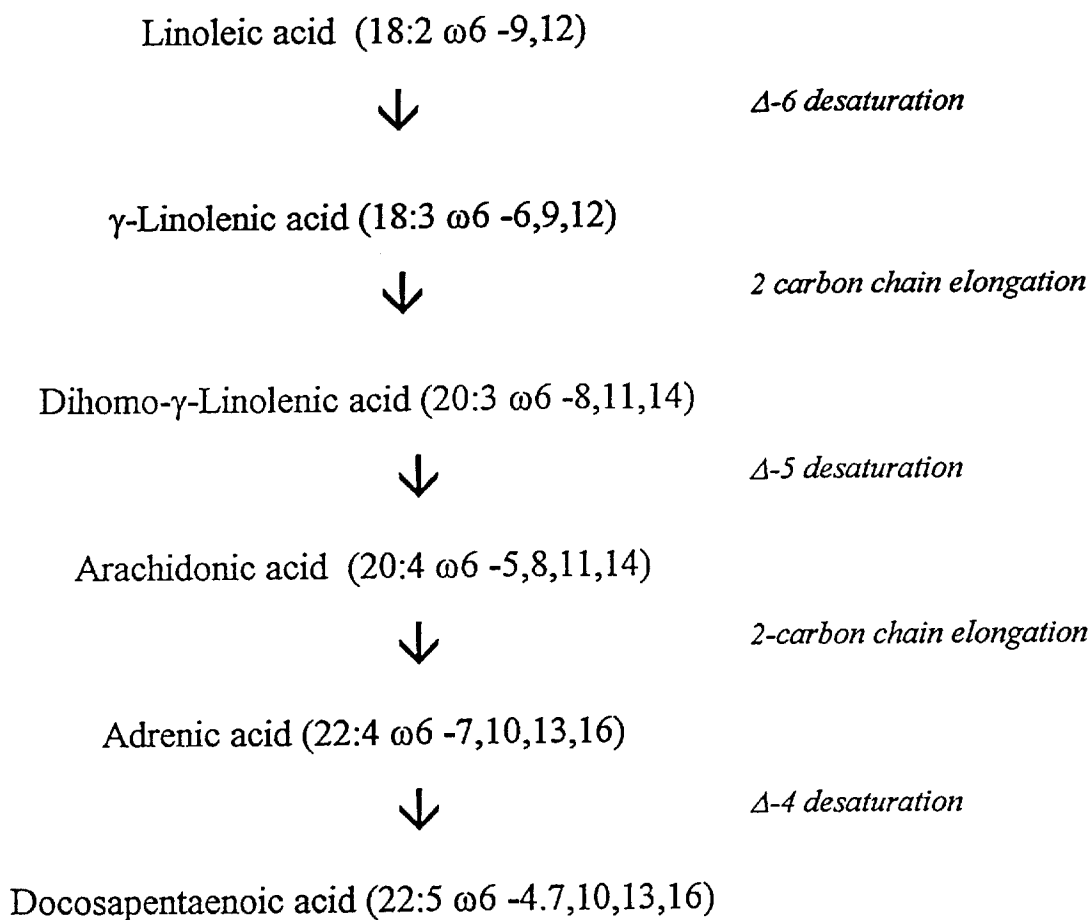 Linoleic acid (18:2 ω6 -9,12)
Δ-6 desaturation
γ-Linolenic acid (18:3 ω6 -6,9,12)
2 carbon chain elongation
Dihomo-γ-Linolenic acid (20:3 ω6 -8,11,14)
Δ-5 desaturation
Arachidonic acid (20:4 ω6 -5,8,11,14)
2-carbon chain elongation
Adrenic acid (22:4 ω6 -7,10,13,16)
Δ-4 desaturation
Docosapentaenoic acid (22:5 ω6 -4.7,10,13,16)